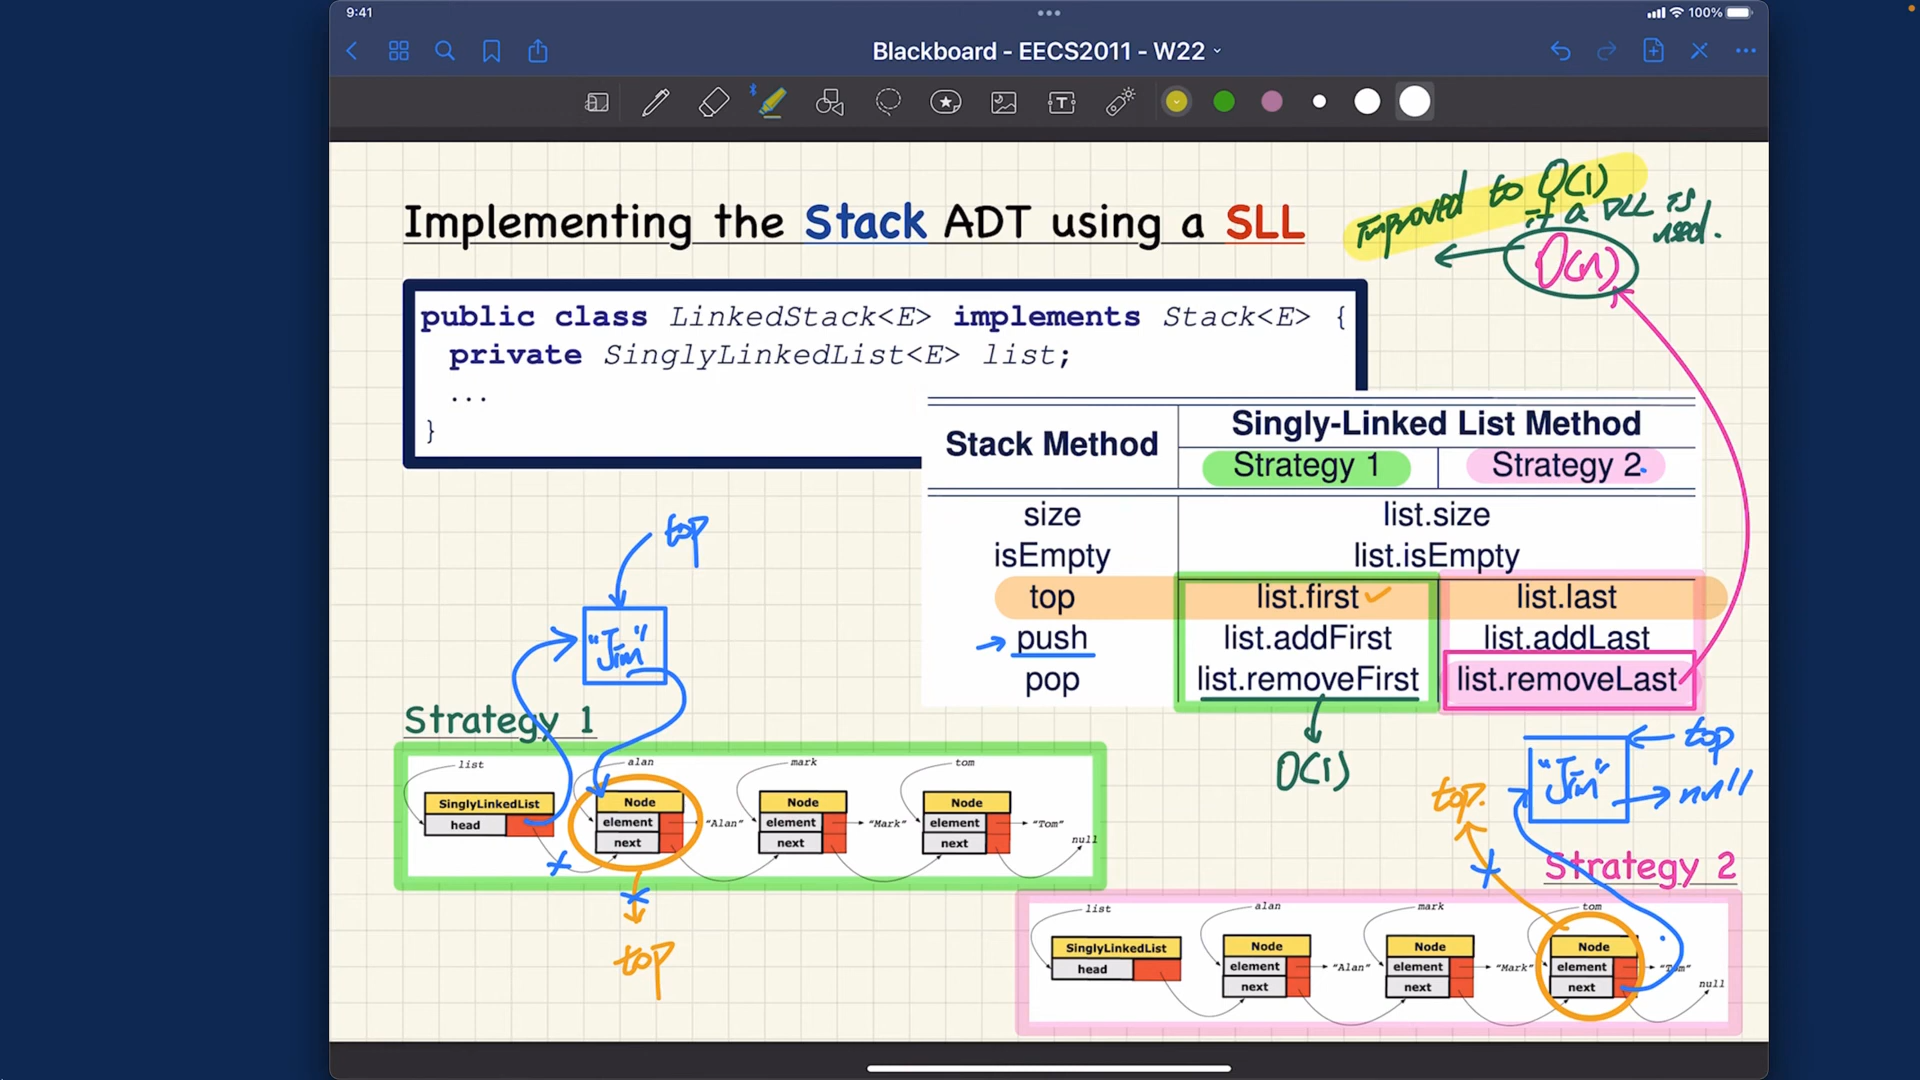 9:41
100%
Blackboard - EECS2011 - W22
Improved to O(1)
if a DLL is used.
Implementing the Stack ADT using a SLL
O(n)
public class LinkedStack<E> implements Stack<E> {
private SinglyLinkedList<E> list;
...
}
Stack Method
Singly-Linked List Method
Strategy 1
Strategy 2
size
list.size
isEmpty
list.isEmpty
top
list.first
list.last
push
list.addFirst
list.addLast
pop
list.removeFirst
list.removeLast
O(1)
top
"Jim"
Strategy 1
list
alan
mark
tom
SinglyLinkedList
head
Node
element
next
"Alan"
Node
element
next
"Mark"
Node
element
next
"Tom"
null
top
top
"Jim"
null
top.
Strategy 2
list
alan
mark
tom
SinglyLinkedList
head
Node
element
next
"Alan"
Node
element
next
"Mark"
Node
element
next
"Tom"
null